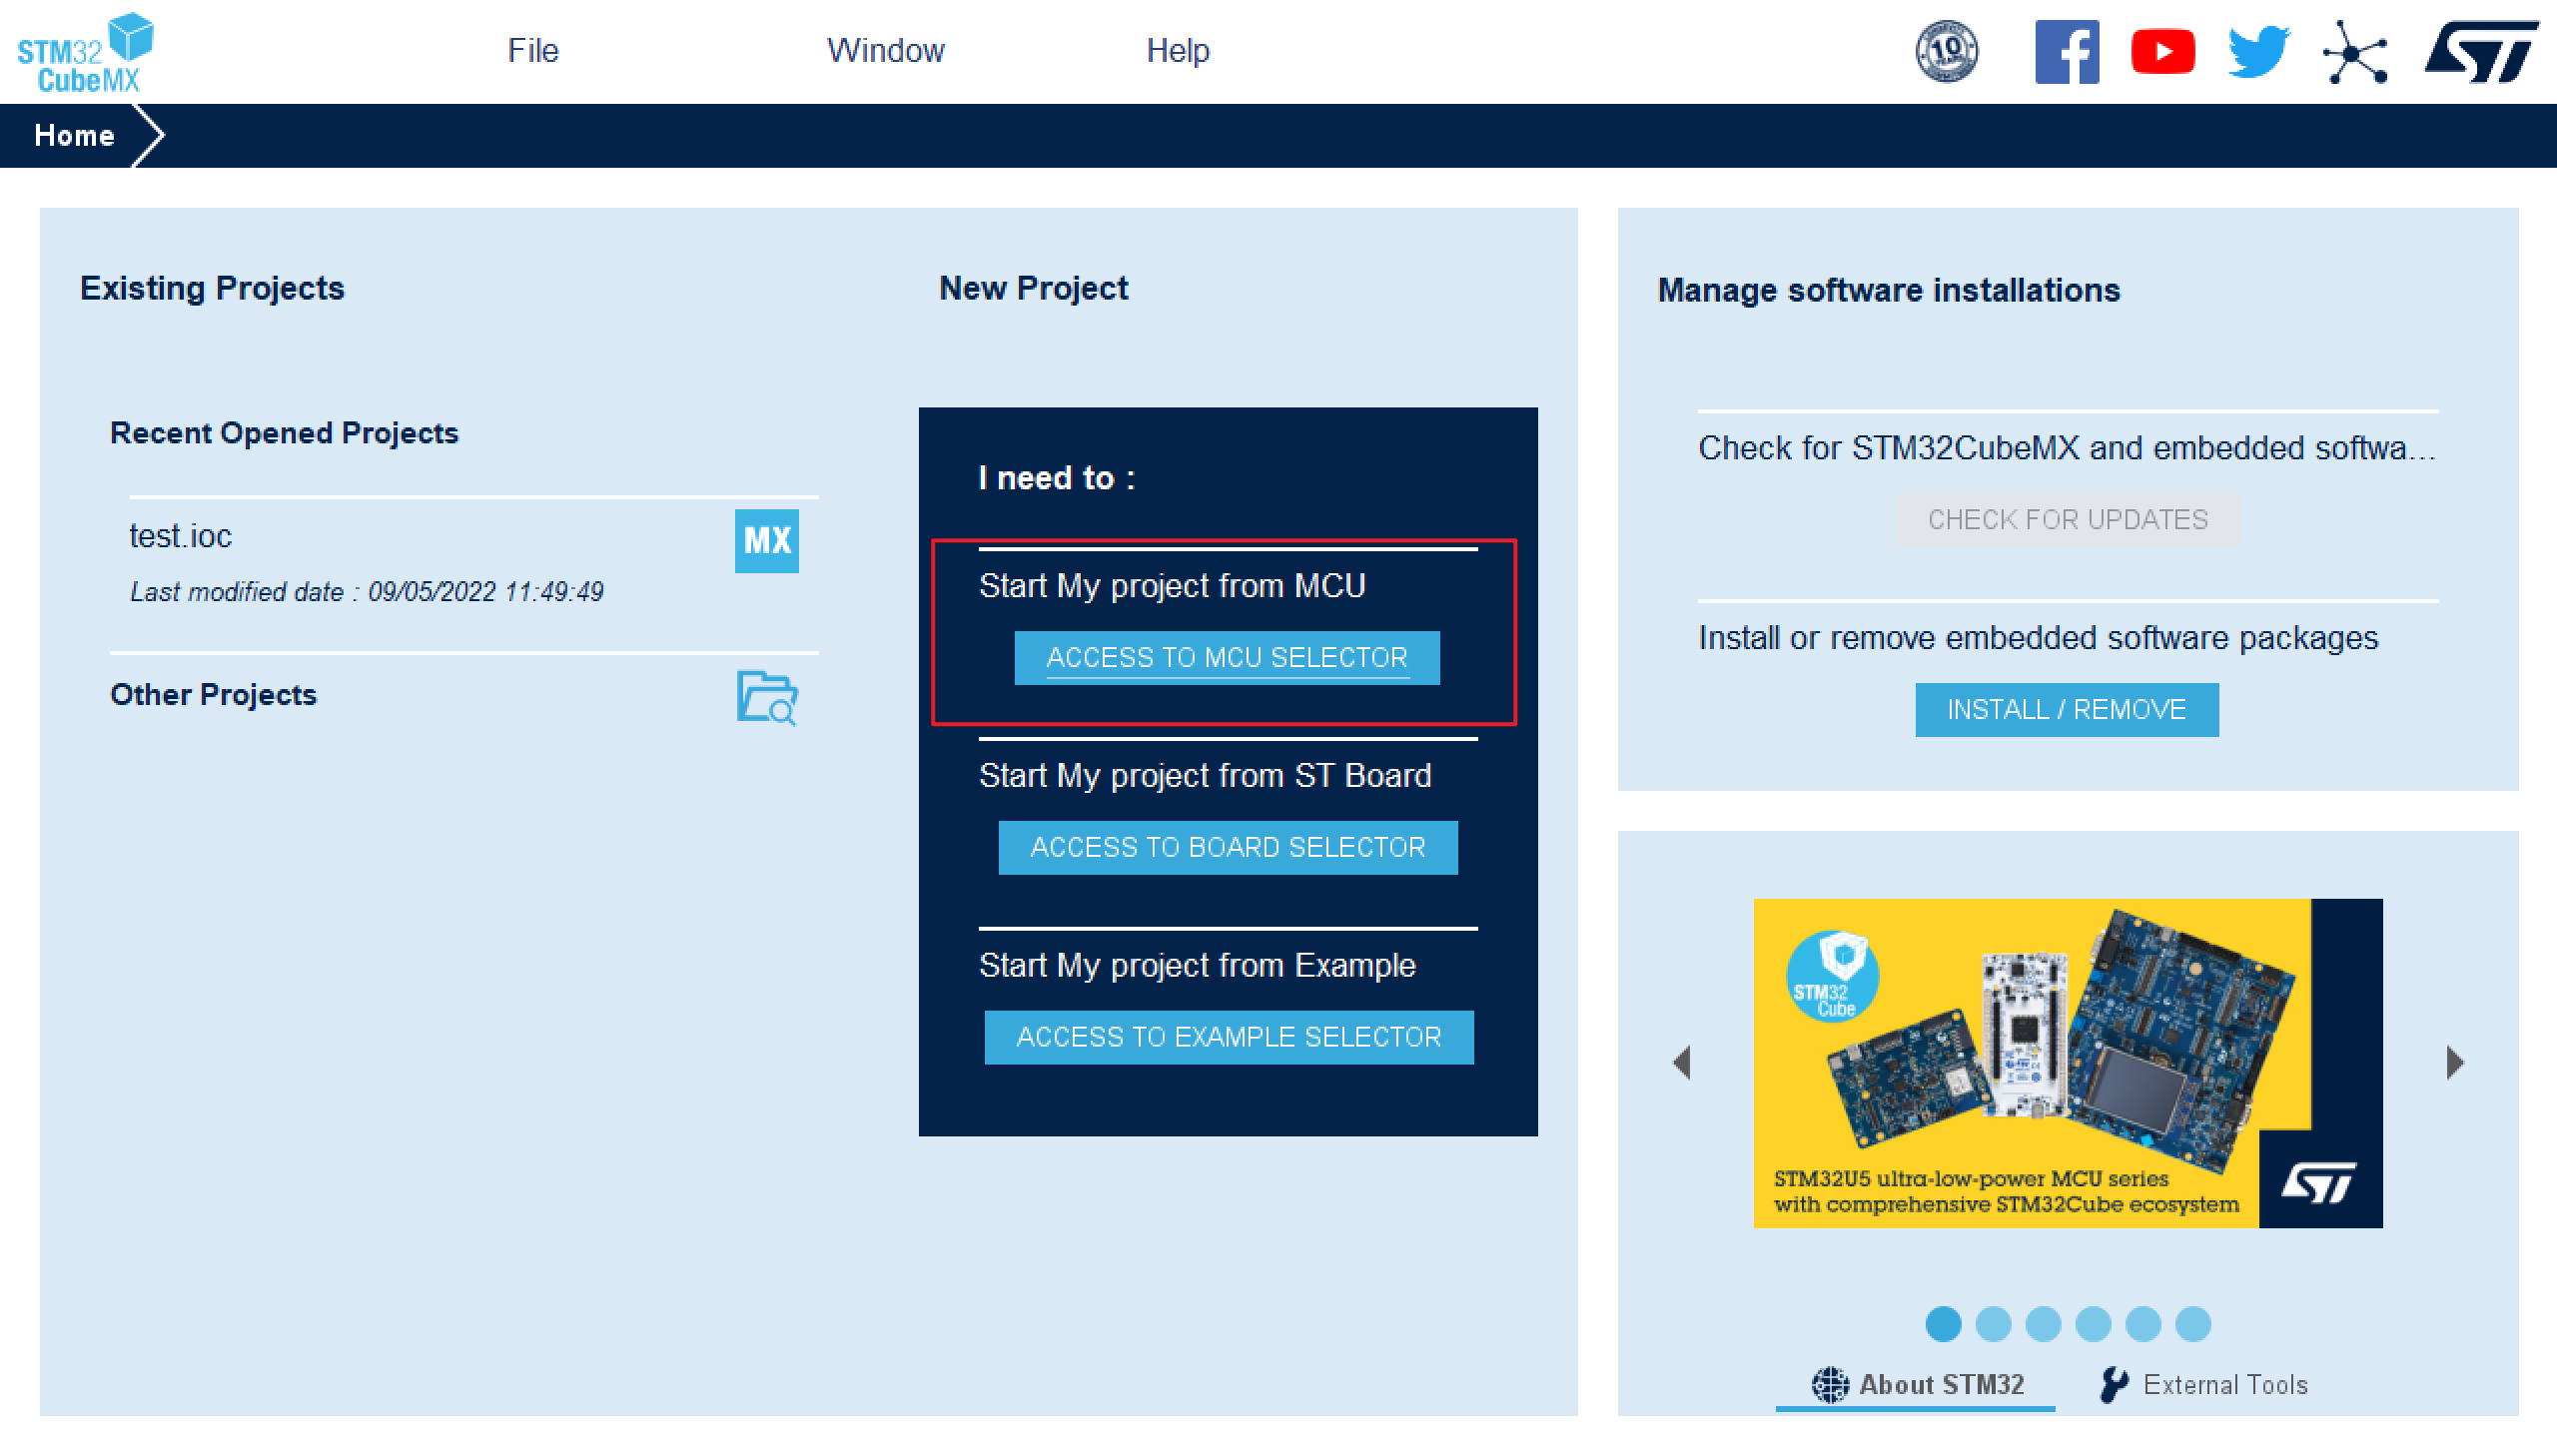 STM32
CubeMX
File
Window
Help
10
YEARS
Home
Existing Projects
Recent Opened Projects
test.ioc
MX
Last modified date : 09/05/2022 11:49:49
Other Projects
New Project
I need to :
Start My project from MCU
ACCESS TO MCU SELECTOR
Start My project from ST Board
ACCESS TO BOARD SELECTOR
Start My project from Example
ACCESS TO EXAMPLE SELECTOR
Manage software installations
Check for STM32CubeMX and embedded softwa...
CHECK FOR UPDATES
Install or remove embedded software packages
INSTALL / REMOVE
STM32
Cube
STM32U5 ultra-low-power MCU series
with comprehensive STM32Cube ecosystem
About STM32
External Tools